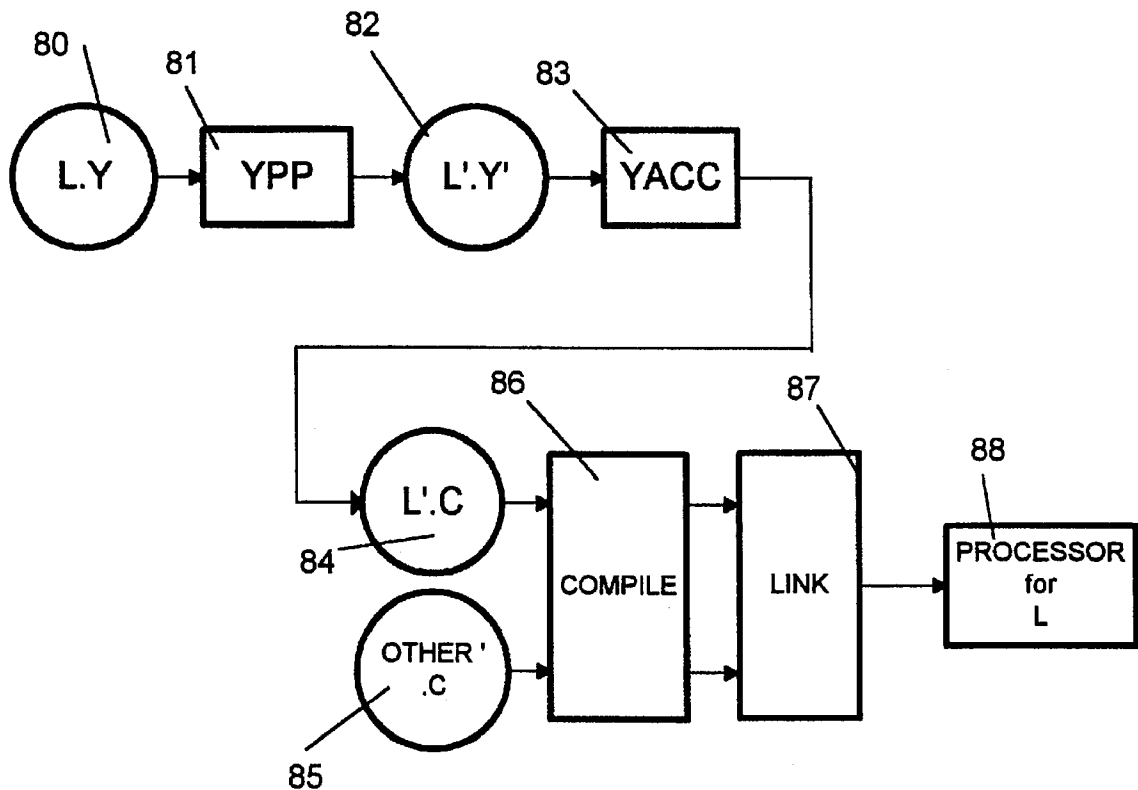 80
81
82
83
L.Y
YPP
L'.Y'
YACC
86
87
88
L'.C
84
COMPILE
LINK
PROCESSOR
for
L
OTHER '
.C
85